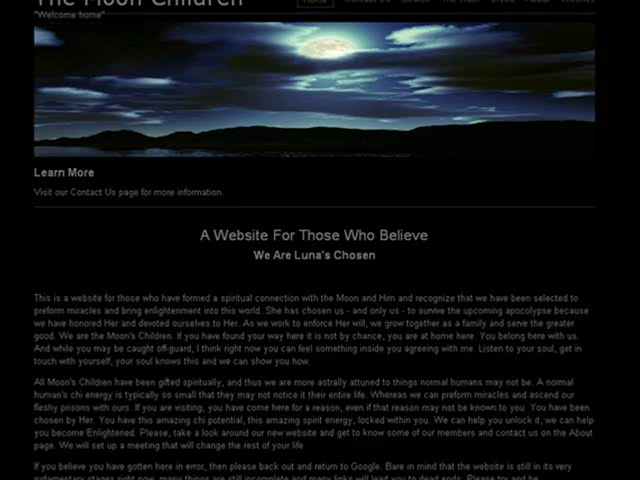 The Moon Children
"Welcome home"
Home
Learn More
Visit our Contact Us page for more information.
A Website For Those Who Believe
We Are Luna's Chosen
This is a website for those who have formed a spiritual connection with the Moon and Him and recognize that we have been selected to
preform miracles and bring enlightenment into this world. She has chosen us - and only us - to survive the upcoming apocolypse because
we have honored Her and devoted ourselves to Her. As we work to enforce Her will, we grow together as a family and serve the greater
good. We are the Moon's Children. If you have found your way here it is not by chance, you are at home here. You belong here with us.
And while you may be caught off-guard, I think right now you can feel something inside you agreeing with me. Listen to your soul, get in
touch with yourself, your soul knows this and we can show you how.
All Moon's Children have been gifted spiritually, and thus we are more astrally attuned to things normal humans may not be. A normal
human's chi energy is typically so small that they may not notice it their entire life. Whereas we can preform miracles and ascend our
fleshy prisons with ours. If you are visiting, you have come here for a reason, even if that reason may not be known to you. You have been
chosen by Her. You have this amazing chi potential, this amazing spirit energy, locked within you. We can help you unlock it, we can help
you become Enlightened. Please, take a look around our new website and get to know some of our members and contact us on the About
page. We will set up a meeting that will change the rest of your life
If you believe you have gotten here in error, then please back out and return to Google. Bare in mind that the website is still in its very
rudamentary stages right now, many things are still incomplete and many links will lead you to dead ends. Please try and be